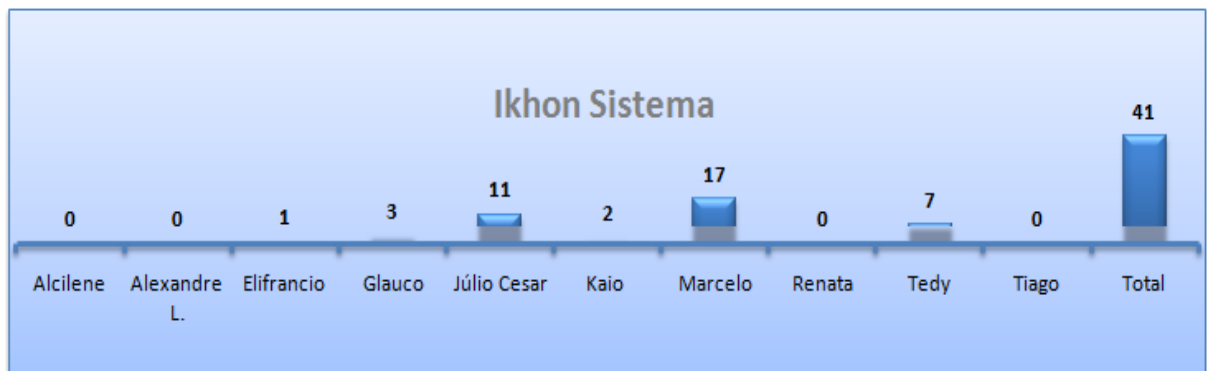 Ikhon Sistema
0 0 1 3 11 2 17 0 7 0 41
Alcilene Alexandre L. Elifrancio Glauco Júlio Cesar Kaio Marcelo Renata Tedy Tiago Total